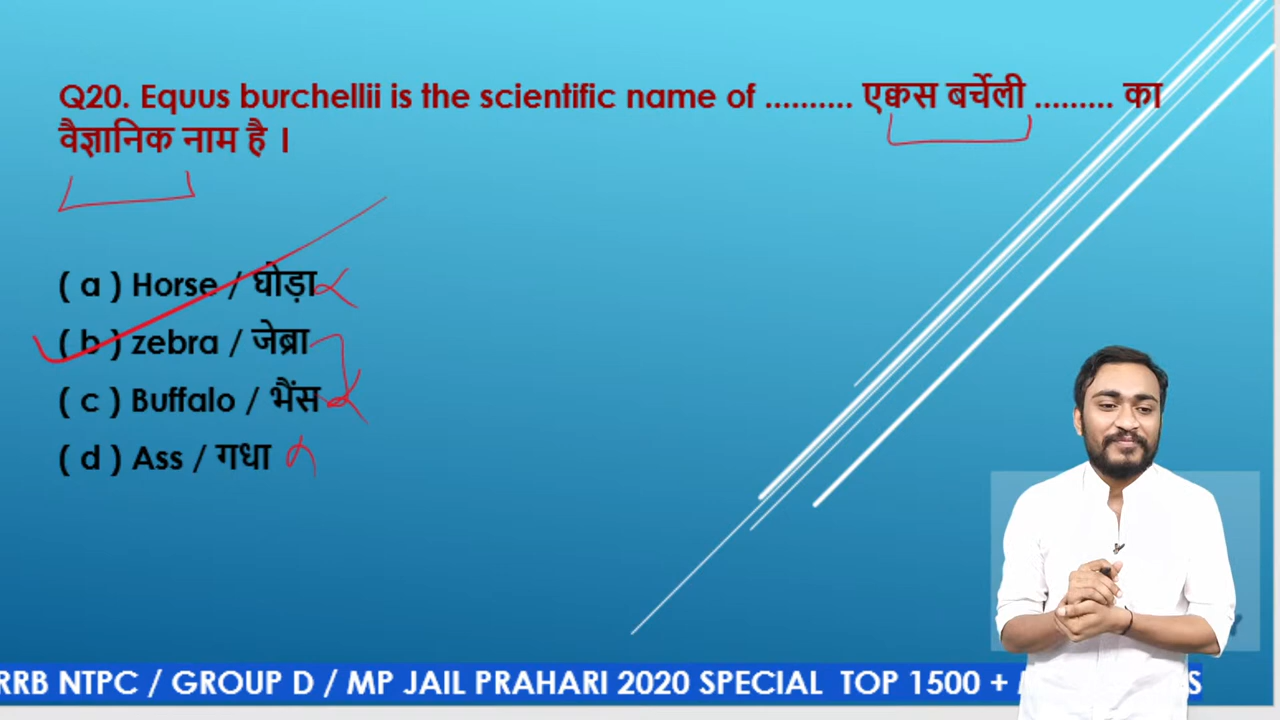 Q20. Equus burchellii is the scientific name of .......... एक्वस बर्चेली ......... का
वैज्ञानिक नाम है ।
( a ) Horse / घोड़ा
( b ) zebra / जेब्रा
( c ) Buffalo / भैंस
( d ) Ass / गधा
RRB NTPC / GROUP D / MP JAIL PRAHARI 2020 SPECIAL TOP 1500 +